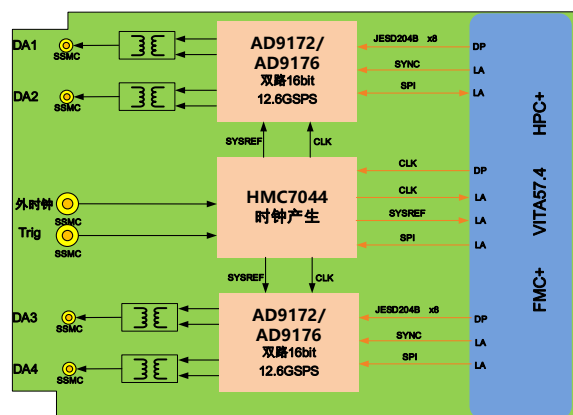 DA1
SSMC
DA2
SSMC
AD9172/
AD9176
双路16bit
12.6GSPS
JESD204B x8
DP
SYNC
LA
SPI
LA
SYSREF
CLK
外时钟
SSMC
Trig
SSMC
HMC7044
时钟产生
CLK
DP
CLK
LA
SYSREF
LA
SPI
LA
SYSREF
CLK
DA3
SSMC
DA4
SSMC
AD9172/
AD9176
双路16bit
12.6GSPS
JESD204B x8
DP
SYNC
LA
SPI
LA
FMC+ VITA57.4 HPC+